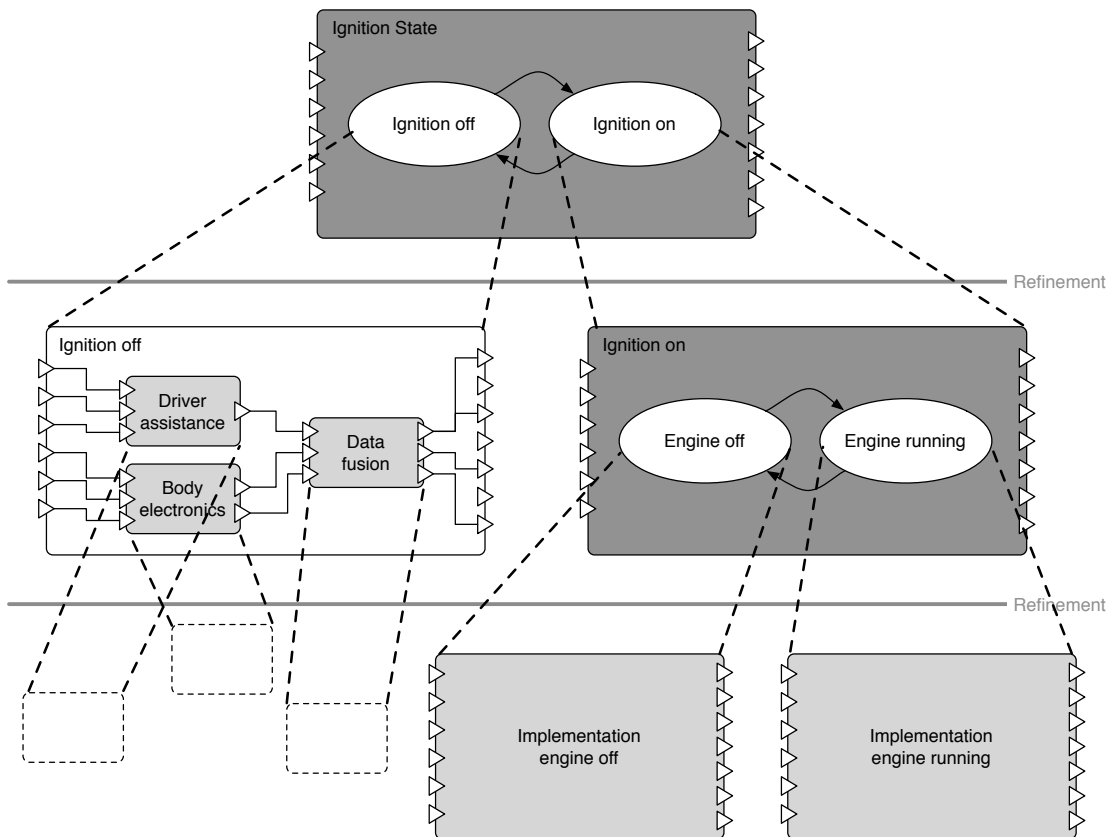 Ignition State
Ignition off
Ignition on
Refinement
Ignition off
Driver
assistance
Body
electronics
Data
fusion
Ignition on
Engine off
Engine running
Refinement
Implementation
engine off
Implementation
engine running